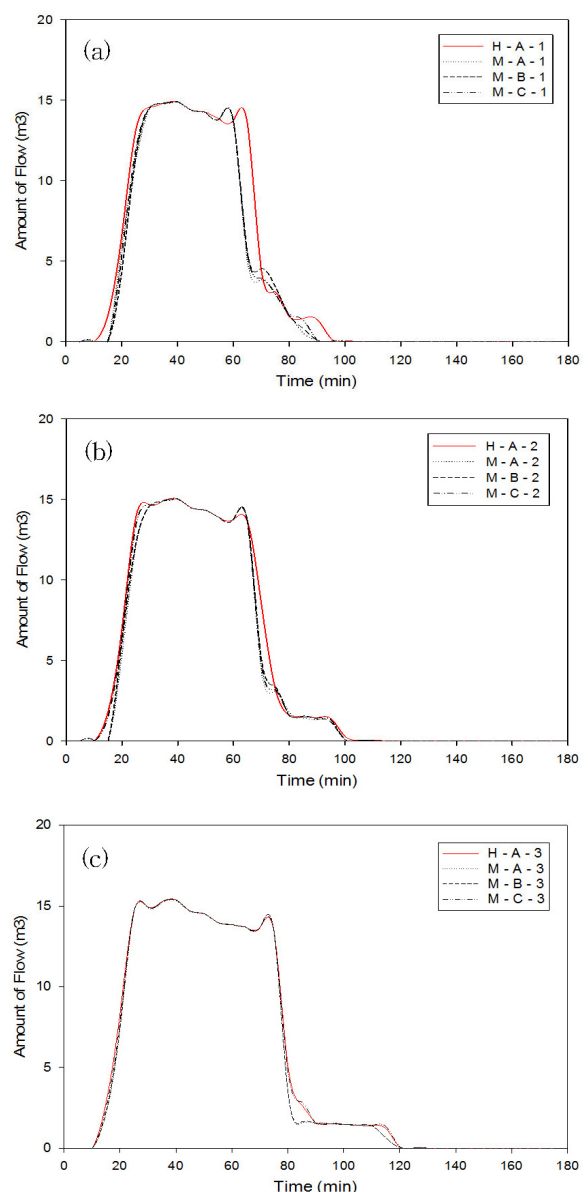 20
(a)
H - A - 1
M - A - 1
M - B - 1
M - C - 1
15
10
5
0
Amount of Flow (m3)
0 20 40 60 80 100 120 140 160 180
Time (min)
20
(b)
H - A - 2
M - A - 2
M - B - 2
M - C - 2
15
10
5
0
Amount of Flow (m3)
0 20 40 60 80 100 120 140 160 180
Time (min)
20
(c)
H - A - 3
M - A - 3
M - B - 3
M - C - 3
15
10
5
0
Amount of Flow (m3)
0 20 40 60 80 100 120 140 160 180
Time (min)